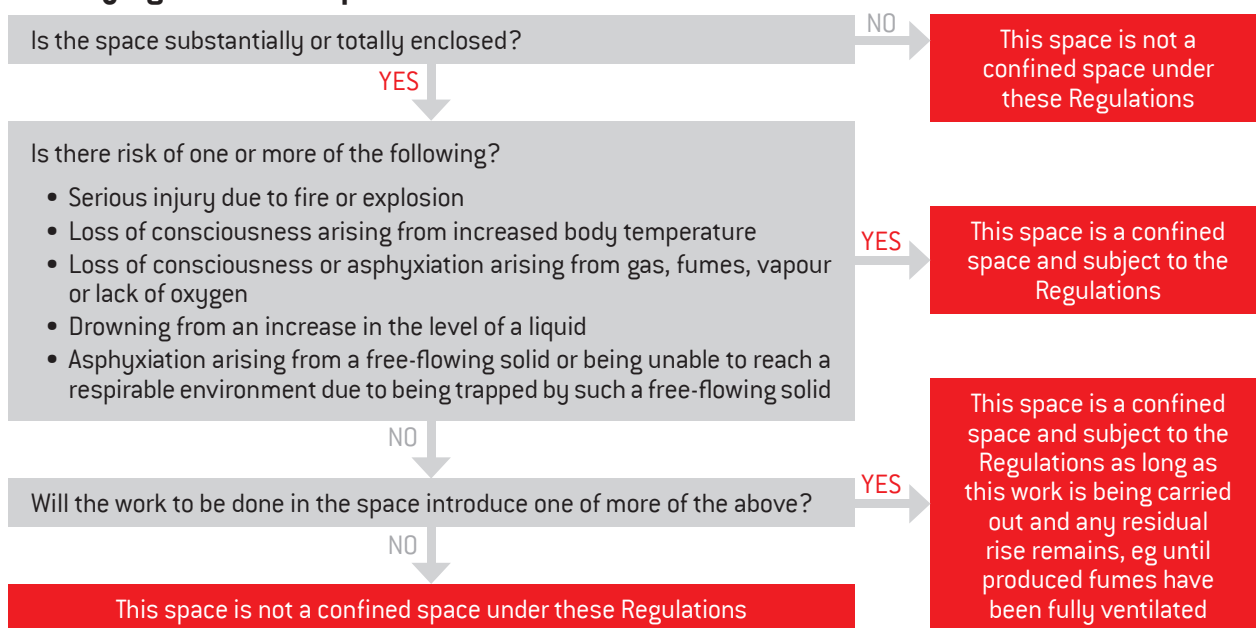 Is the space substantially or totally enclosed?
NO
This space is not a
confined space under
these Regulations
YES
Is there risk of one or more of the following?
• Serious injury due to fire or explosion
• Loss of consciousness arising from increased body temperature
• Loss of consciousness or asphyxiation arising from gas, fumes, vapour
or lack of oxygen
• Drowning from an increase in the level of a liquid
• Asphyxiation arising from a free-flowing solid or being unable to reach a
respirable environment due to being trapped by such a free-flowing solid
YES
This space is a confined
space and subject to the
Regulations
NO
Will the work to be done in the space introduce one of more of the above?
YES
This space is a confined
space and subject to the
Regulations as long as
this work is being carried
out and any residual
rise remains, eg until
produced fumes have
been fully ventilated
NO
This space is not a confined space under these Regulations